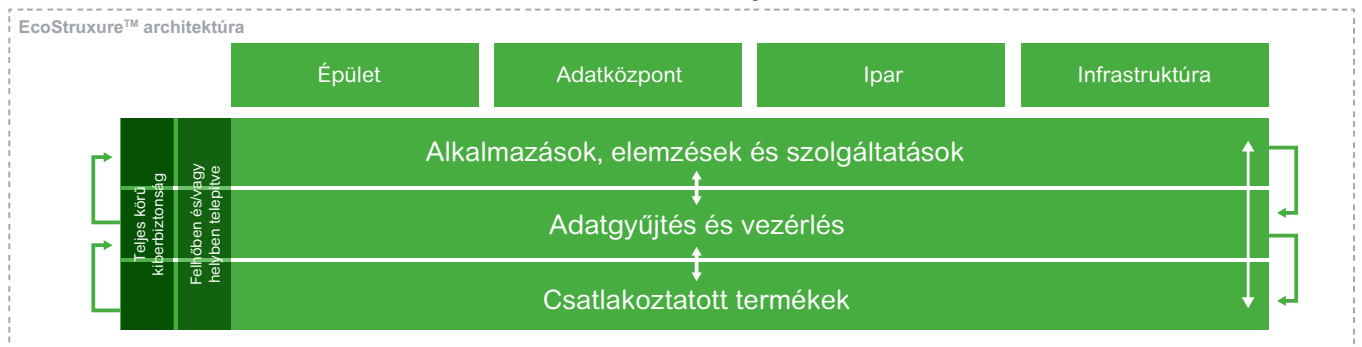 EcoStruxure™ architektúra
Épület
Adatközpont
Ipar
Infrastruktúra
Teljes körű
kiberbiztonság
Felhőben és/vagy
helyben telepítve
Alkalmazások, elemzések és szolgáltatások
Adatgyűjtés és vezérlés
Csatlakoztatott termékek